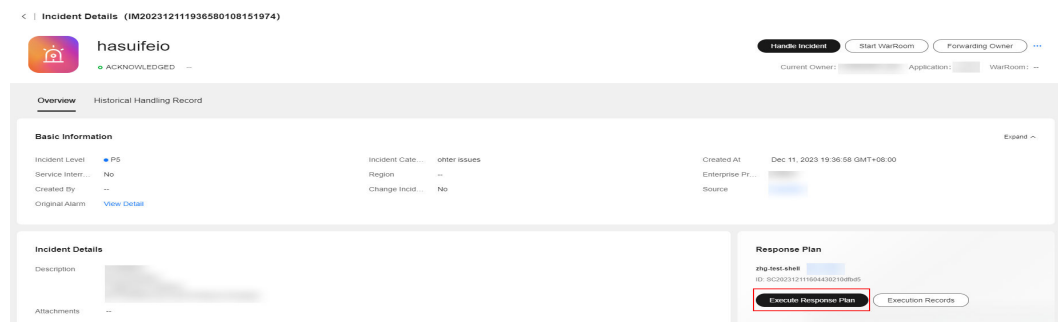 < | Incident Details (IM202312111936580108151974)
hasuifeio
Handle Incident Start WarRoom Forwarding Owner ...
ACKNOWLEDGED --
Current Owner: Application: WarRoom: --
Overview Historical Handling Record
Basic Information Expand
Incident Level P5 Incident Cate... ohter issues Created At Dec 11, 2023 19:36:58 GMT+08:00
Service Interr... No Region -- Enterprise Pr...
Created By -- Change Incid... No Source
Original Alarm View Detail
Incident Details Response Plan
Description zhg-test-shell
ID: SC2023121116044302190fbd5
Execute Response Plan Execution Records
Attachments --